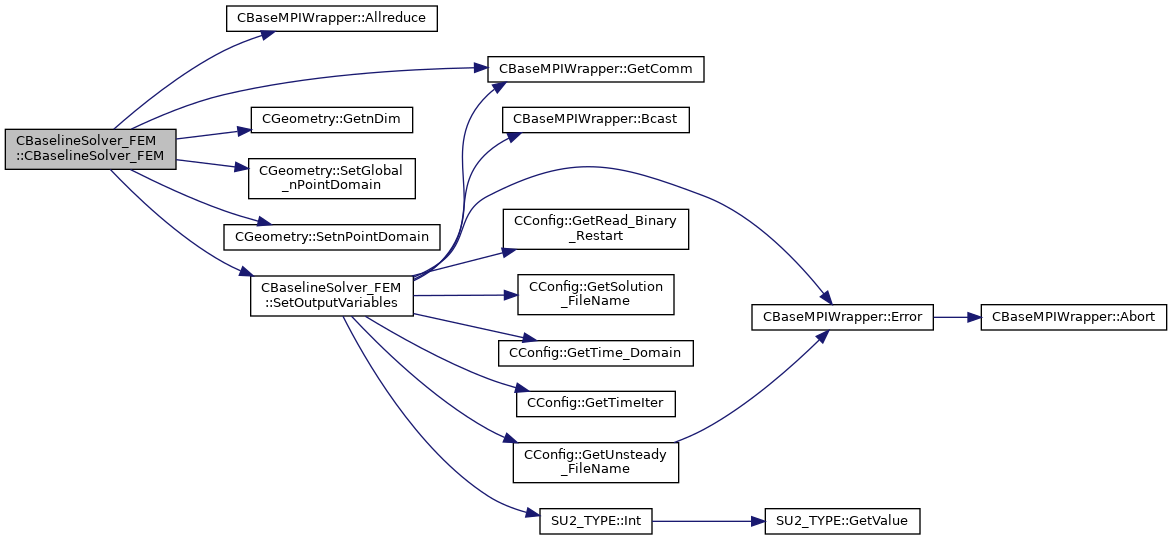 CBaseMPIWrapper::Allreduce
CBaseMPIWrapper::GetComm
CGeometry::GetnDim
CBaseMPIWrapper::Bcast
CBaselineSolver_FEM
::CBaselineSolver_FEM
CGeometry::SetGlobal
_nPointDomain
CGeometry::SetnPointDomain
CConfig::GetRead_Binary
_Restart
CBaselineSolver_FEM
::SetOutputVariables
CConfig::GetSolution
_FileName
CBaseMPIWrapper::Error
CBaseMPIWrapper::Abort
CConfig::GetTime_Domain
CConfig::GetTimeIter
CConfig::GetUnsteady
_FileName
SU2_TYPE::Int
SU2_TYPE::GetValue